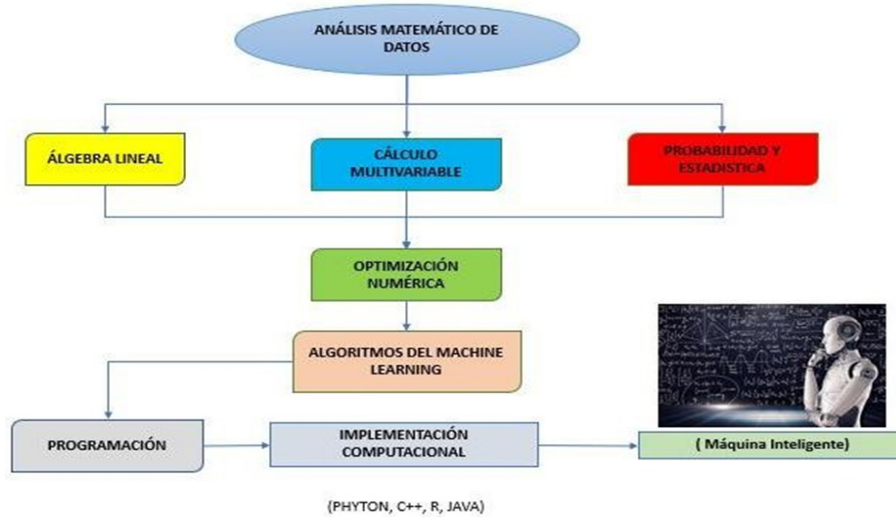 ANÁLISIS MATEMÁTICO DE
DATOS
ÁLGEBRA LINEAL
CÁLCULO
MULTIVARIABLE
PROBABILIDAD Y
ESTADISTICA
OPTIMIZACIÓN
NUMÉRICA
ALGORITMOS DEL MACHINE
LEARNING
PROGRAMACIÓN
IMPLEMENTACIÓN
COMPUTACIONAL
( Máquina Inteligente)
(PHYTON, C++, R, JAVA)